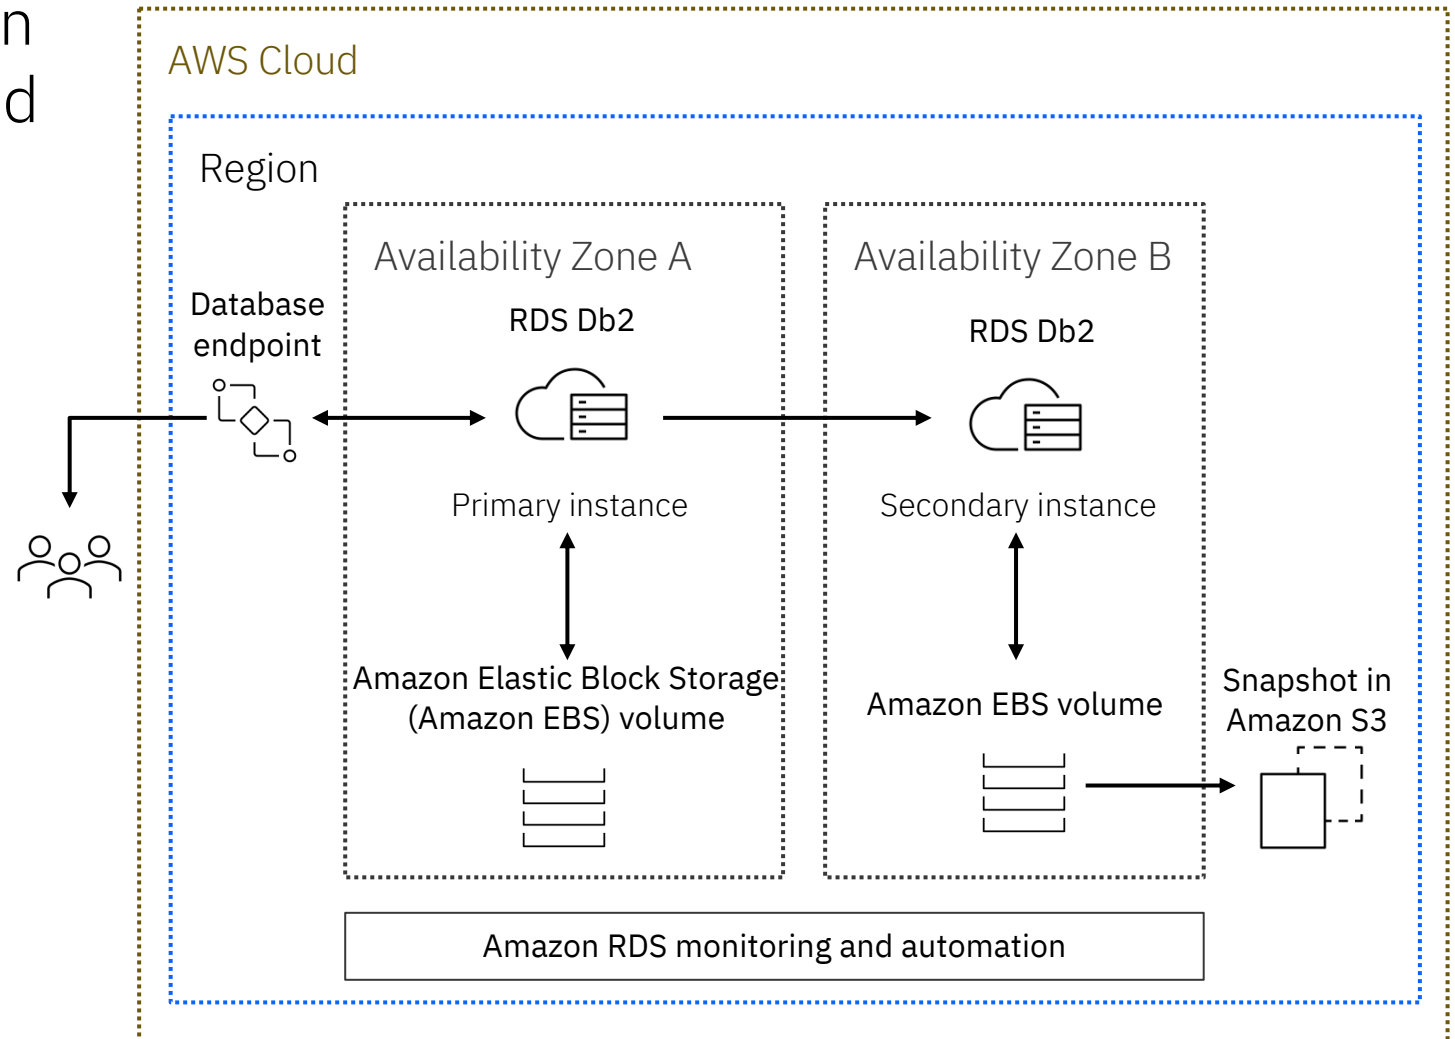 n
d
AWS Cloud
Region
Availability Zone A
Availability Zone B
Database
endpoint
RDS Db2
RDS Db2
Primary instance
Secondary instance
Amazon Elastic Block Storage
(Amazon EBS) volume
Amazon EBS volume
Snapshot in
Amazon S3
Amazon RDS monitoring and automation